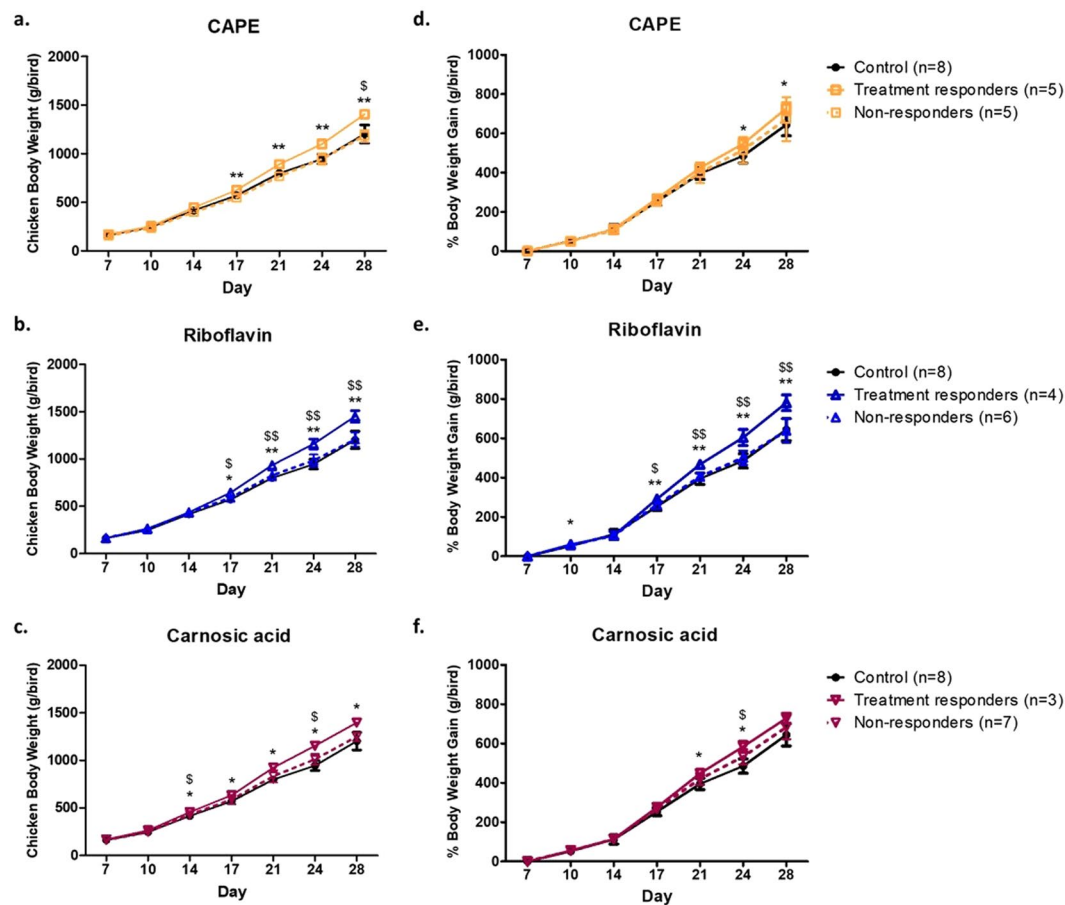 a.
CAPE
Chicken Body Weight (g/bird)
2000
1500
1000
500
0
** ** ** $ **
7 10 14 17 21 24 28
Day
d.
CAPE
% Body Weight Gain (g/bird)
1000
800
600
400
200
0
* *
7 10 14 17 21 24 28
Day
Control (n=8)
Treatment responders (n=5)
Non-responders (n=5)
b.
Riboflavin
Chicken Body Weight (g/bird)
2000
1500
1000
500
0
$ $$ $$ $$
* ** ** **
7 10 14 17 21 24 28
Day
e.
Riboflavin
% Body Weight Gain (g/bird)
1000
800
600
400
200
0
$ $$ $$ $$
* ** ** ** **
7 10 14 17 21 24 28
Day
Control (n=8)
Treatment responders (n=4)
Non-responders (n=6)
c.
Carnosic acid
Chicken Body Weight (g/bird)
2000
1500
1000
500
0
$ $
* * * * *
7 10 14 17 21 24 28
Day
f.
Carnosic acid
% Body Weight Gain (g/bird)
1000
800
600
400
200
0
$
* *
7 10 14 17 21 24 28
Day
Control (n=8)
Treatment responders (n=3)
Non-responders (n=7)